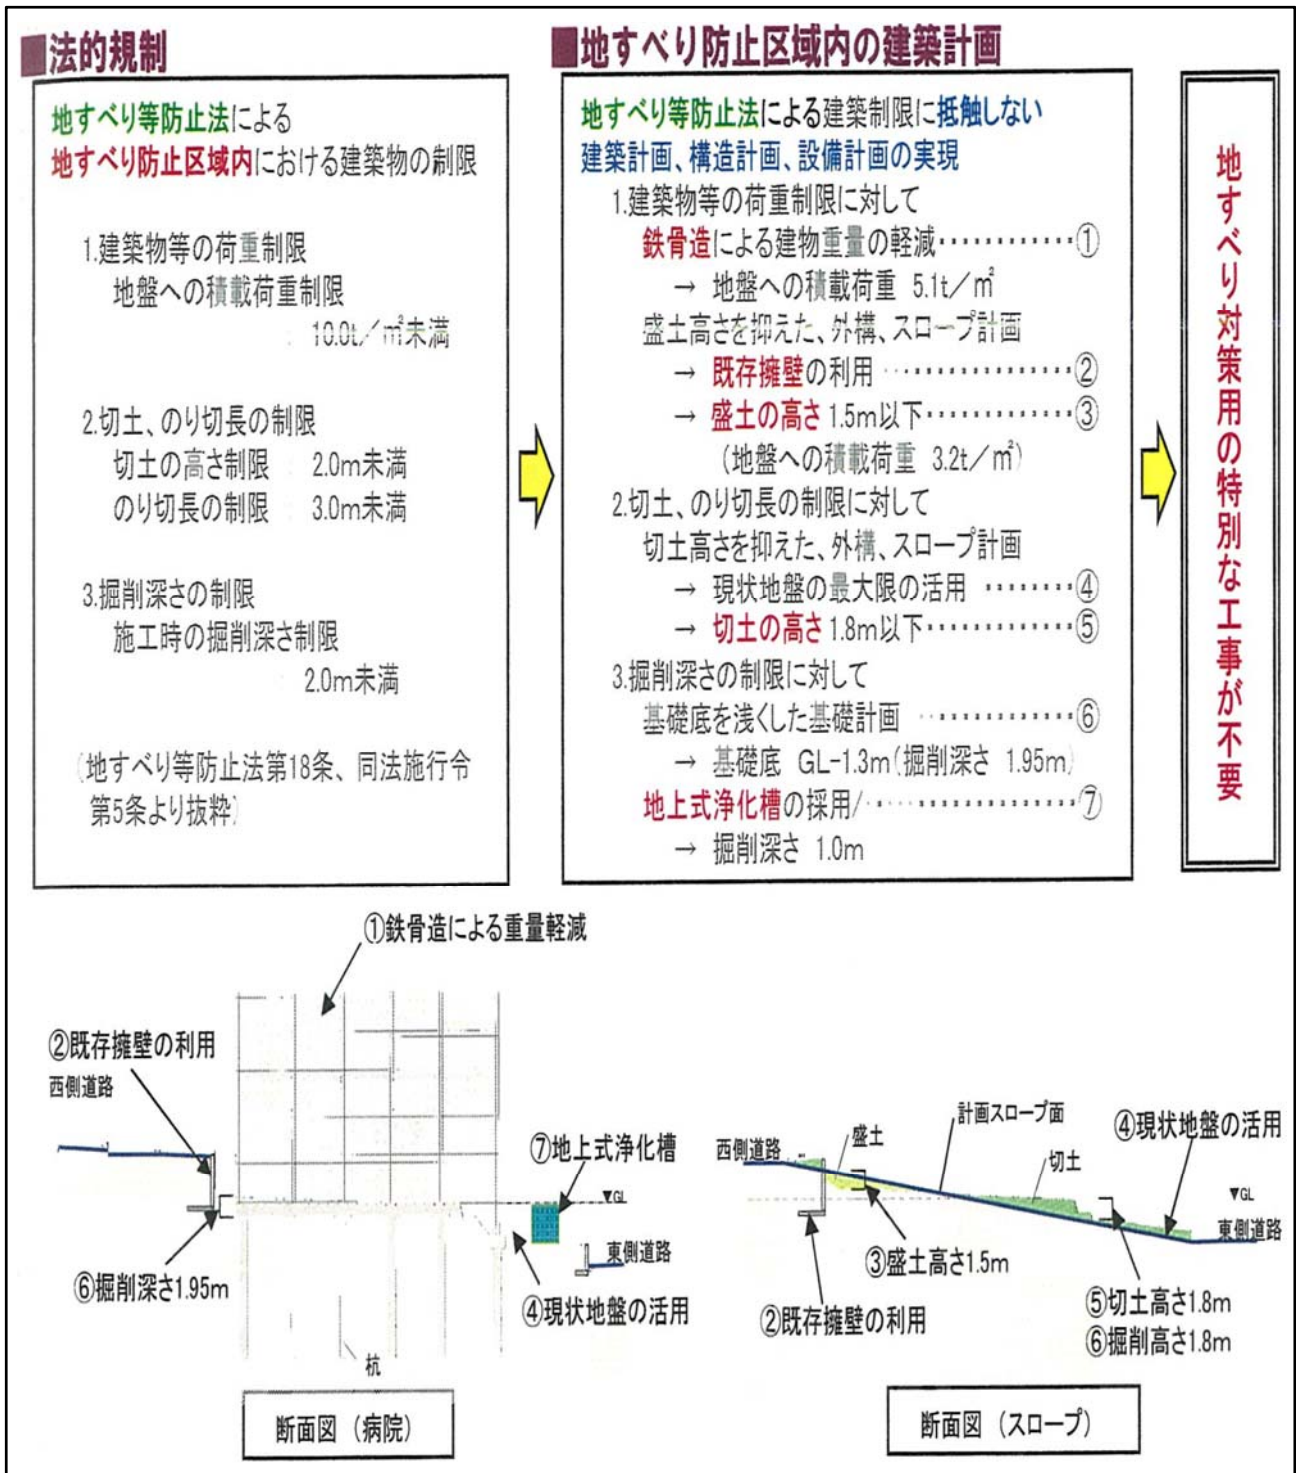 ■法的規制
地すべり等防止法による
地すべり防止区域内における建築物の制限
1.建築物等の荷重制限
地盤への積載荷重制限
: 10.0t／㎡未満
2.切土、のり切長の制限
切土の高さ制限 : 2.0m未満
のり切長の制限 : 3.0m未満
3.掘削深さの制限
施工時の掘削深さ制限
: 2.0m未満
(地すべり等防止法第18条、同法施行令
第5条より抜粋)
■地すべり防止区域内の建築計画
地すべり等防止法による建築制限に抵触しない
建築計画、構造計画、設備計画の実現
1.建築物等の荷重制限に対して
鉄骨造による建物重量の軽減…………①
→ 地盤への積載荷重 5.1t／㎡
盛土高さを抑えた、外構、スロープ計画
→ 既存擁壁の利用 ………………②
→ 盛土の高さ 1.5m以下……………③
(地盤への積載荷重 3.2t／㎡)
2.切土、のり切長の制限に対して
切土高さを抑えた、外構、スロープ計画
→ 現状地盤の最大限の活用 ………④
→ 切土の高さ 1.8m以下……………⑤
3.掘削深さの制限に対して
基礎底を浅くした基礎計画 ……………⑥
→ 基礎底 GL-1.3m(掘削深さ 1.95m)
地上式浄化槽の採用/…………………⑦
→ 掘削深さ 1.0m
地すべり対策用の特別な工事が不要
①鉄骨造による重量軽減
②既存擁壁の利用
西側道路
⑦地上式浄化槽
▼GL
東側道路
⑥掘削深さ1.95m
④現状地盤の活用
杭
断面図（病院）
計画スロープ面
④現状地盤の活用
盛土
西側道路
切土
▼GL
東側道路
③盛土高さ1.5m
⑤切土高さ1.8m
②既存擁壁の利用
⑥掘削高さ1.8m
断面図（スロープ）